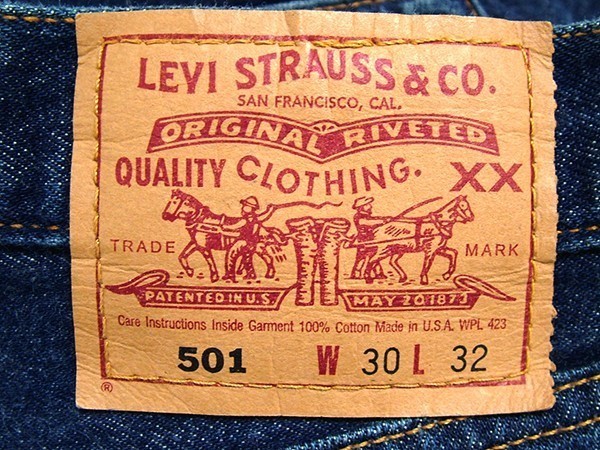 LEVI STRAUSS & CO.
SAN FRANCISCO, CAL.
ORIGINAL RIVETED
QUALITY CLOTHING. XX
TRADE MARK
PATENTED IN U.S. MAY 20 1873
Care Instructions Inside Garment 100% Cotton Made in U.S.A. WPL 423
501 W 30 L 32
®